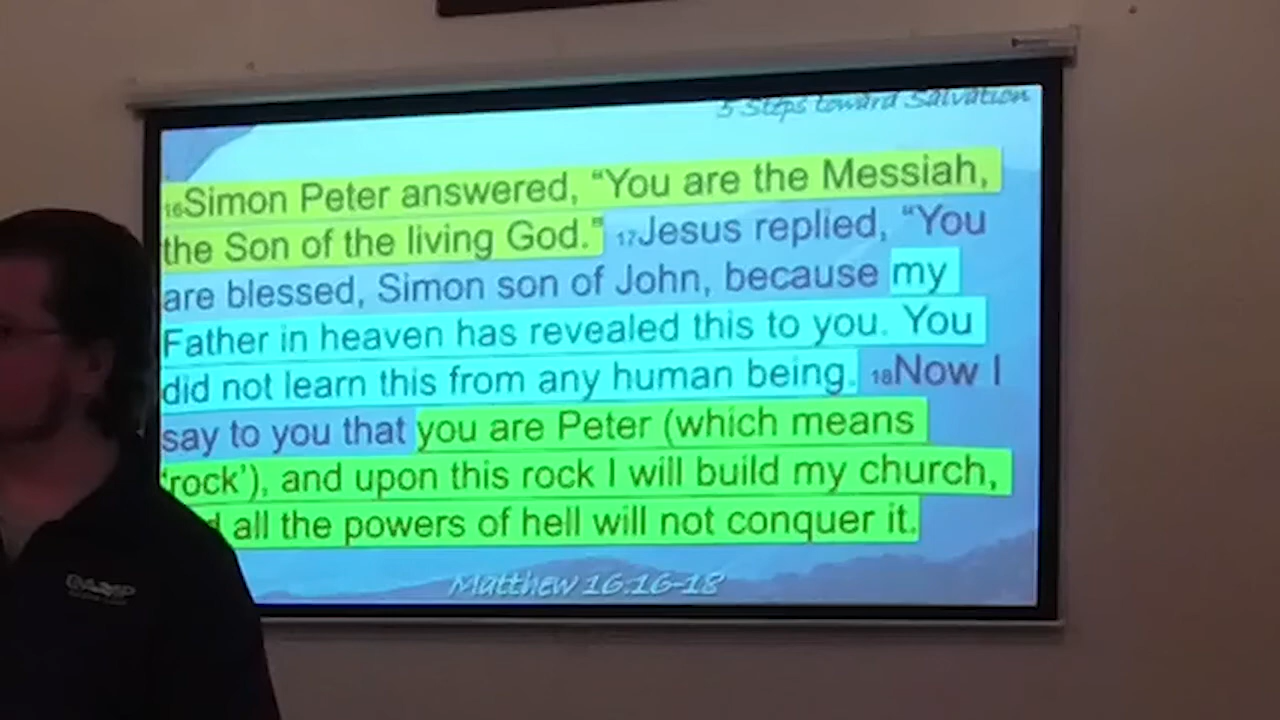 5 Steps toward Salvation
16Simon Peter answered, “You are the Messiah,
the Son of the living God.” 17Jesus replied, “You
are blessed, Simon son of John, because my
Father in heaven has revealed this to you. You
did not learn this from any human being. 18Now I
say to you that you are Peter (which means
‘rock’), and upon this rock I will build my church,
all the powers of hell will not conquer it.
Matthew 16:16-18
CAMP